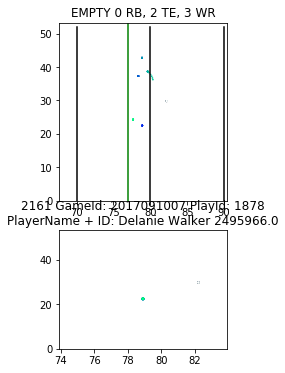 EMPTY 0 RB, 2 TE, 3 WR
50
40
30
20
10
0
70 75 80 85 90
2161 GameId: 2017091007 PlayId: 1878
PlayerName + ID: Delanie Walker 2495966.0
40
20
0
74 76 78 80 82